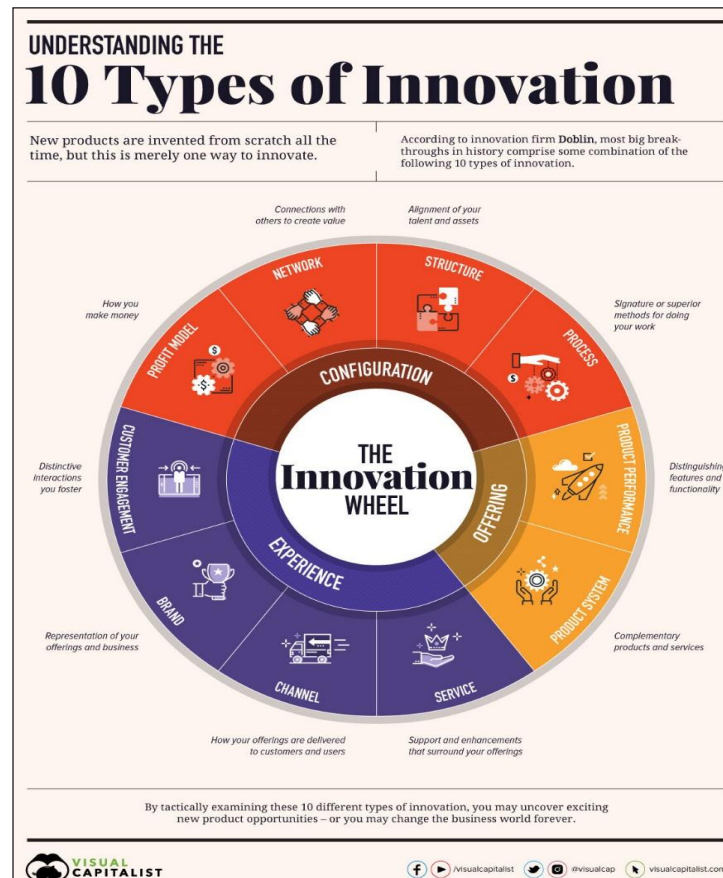 UNDERSTANDING THE
10 Types of Innovation
New products are invented from scratch all the
time, but this is merely one way to innovate.
According to innovation firm Doblin, most big break-
throughs in history comprise some combination of the
following 10 types of innovation.
Connections with
others to create value
Alignment of your
talent and assets
How you
make money
Signature or superior
methods for doing
your work
PROFIT MODEL
NETWORK
STRUCTURE
PROCESS
$
$
$
CONFIGURATION
Distinctive
interactions
you foster
CUSTOMER ENGAGEMENT
THE
Innovation
WHEEL
OFFERING
PRODUCT PERFORMANCE
Distinguishing
features and
functionality
EXPERIENCE
BRAND
CHANNEL
SERVICE
PRODUCT SYSTEM
Representation of your
offerings and business
Complementary
products and services
How your offerings are delivered
to customers and users
Support and enhancements
that surround your offerings
By tactically examining these 10 different types of innovation, you may uncover exciting
new product opportunities – or you may change the business world forever.
VISUAL
CAPITALIST
/visualcapitalist @visualcap visualcapitalist.com